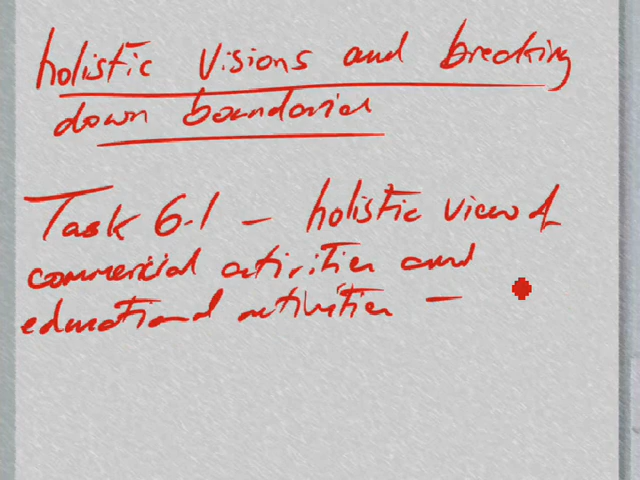 holistic visions and breaking
down boundaries
Task 6.1 - holistic view of
commercial activities and
educational activities -